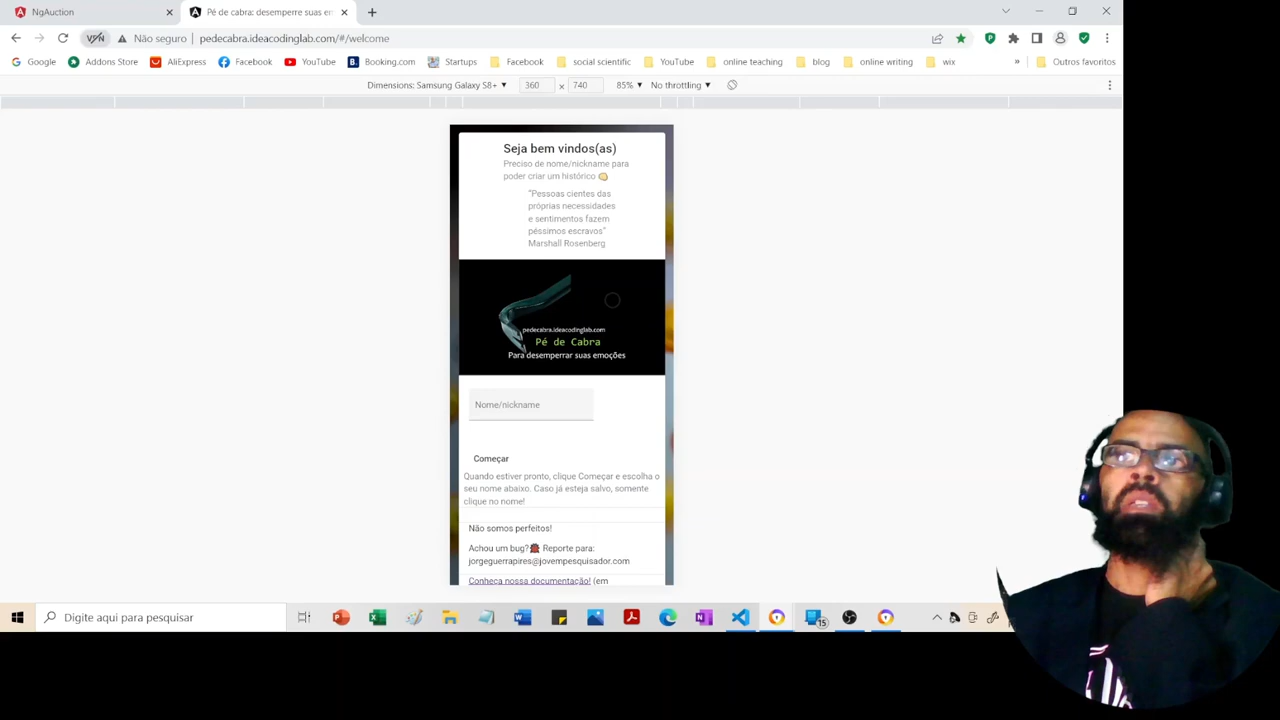 NgAuction
Pé de cabra: desemperre suas em
VPN
Não seguro
pedecabra.ideacodinglab.com/#/welcome
Google
Addons Store
AliExpress
Facebook
YouTube
Booking.com
Startups
Facebook
social scientific
YouTube
online teaching
blog
online writing
wix
»
Outros favoritos
Dimensions: Samsung Galaxy S8+
360
x
740
85%
No throttling
Seja bem vindos(as)
Preciso de nome/nickname para
poder criar um histórico
“Pessoas cientes das
próprias necessidades
e sentimentos fazem
péssimos escravos”
Marshall Rosenberg
pedecabra.ideacodinglab.com
Pé de Cabra
Para desemperrar suas emoções
Nome/nickname
Começar
Quando estiver pronto, clique Começar e escolha o
seu nome abaixo. Caso já esteja salvo, somente
clique no nome!
Não somos perfeitos!
Achou um bug? Reporte para:
jorgeguerrapires@jovempesquisador.com
Conheça nossa documentação! (em
Digite aqui para pesquisar
15